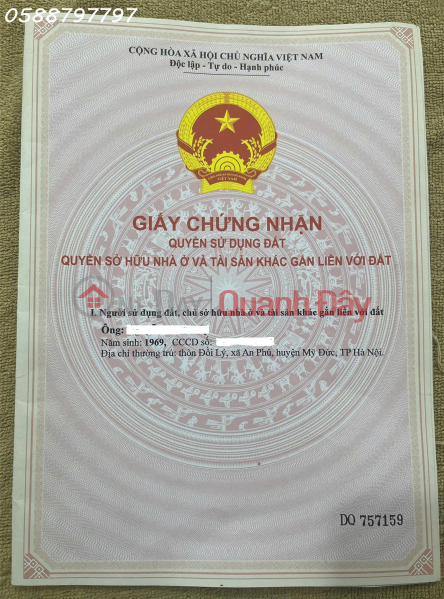 0588797797
CỘNG HÒA XÃ HỘI CHỦ NGHĨA VIỆT NAM
Độc lập - Tự do - Hạnh phúc
VIỆT NAM
GIẤY CHỨNG NHẬN
QUYỀN SỬ DỤNG ĐẤT
QUYỀN SỞ HỮU NHÀ Ở VÀ TÀI SẢN KHÁC GẮN LIỀN VỚI ĐẤT
Quanh Đây
I. Người sử dụng đất, chủ sở hữu nhà ở và tài sản khác gắn liền với đất
Ông:
Năm sinh: 1969, CCCD số:
Địa chỉ thường trú: thôn Đồi Lý, xã An Phú, huyện Mỹ Đức, TP Hà Nội.
DQ 757159